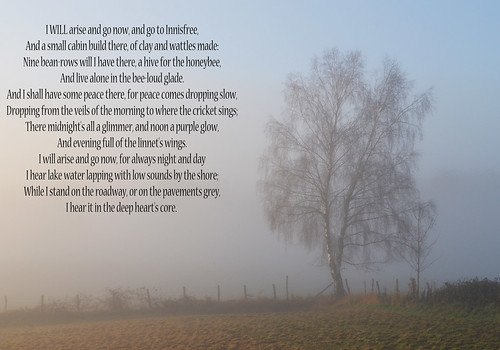 I WILL arise and go now, and go to Innisfree,
And a small cabin build there, of clay and wattles made:
Nine bean-rows will I have there, a hive for the honeybee,
And live alone in the bee-loud glade.
And I shall have some peace there, for peace comes dropping slow,
Dropping from the veils of the morning to where the cricket sings;
There midnight's all a glimmer, and noon a purple glow,
And evening full of the linnet's wings.
I will arise and go now, for always night and day
I hear lake water lapping with low sounds by the shore;
While I stand on the roadway, or on the pavements grey,
I hear it in the deep heart's core.